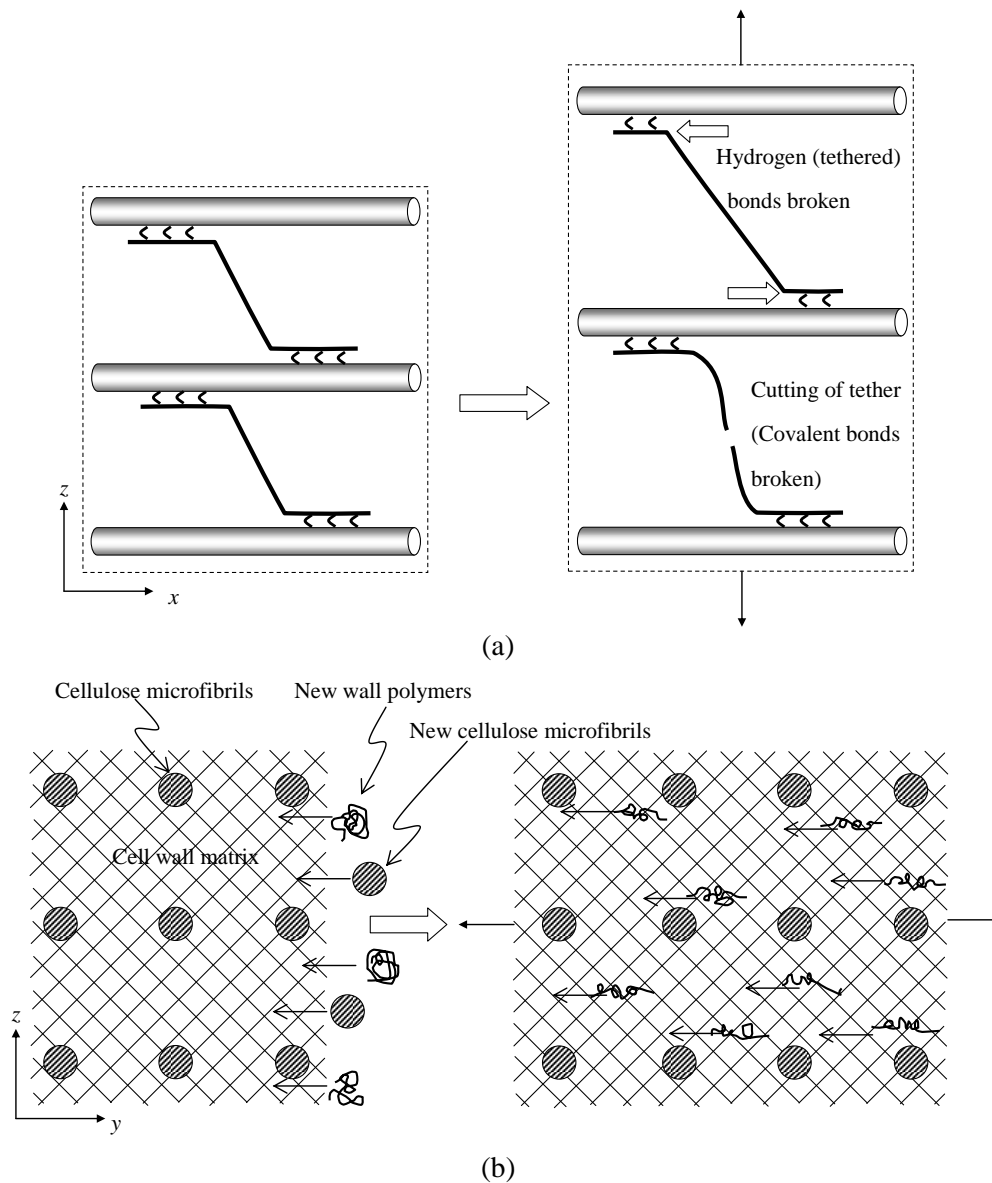 Hydrogen (tethered)
bonds broken
Cutting of tether
(Covalent bonds
broken)
z
x
(a)
Cellulose microfibrils
New wall polymers
New cellulose microfibrils
Cell wall matrix
z
y
(b)